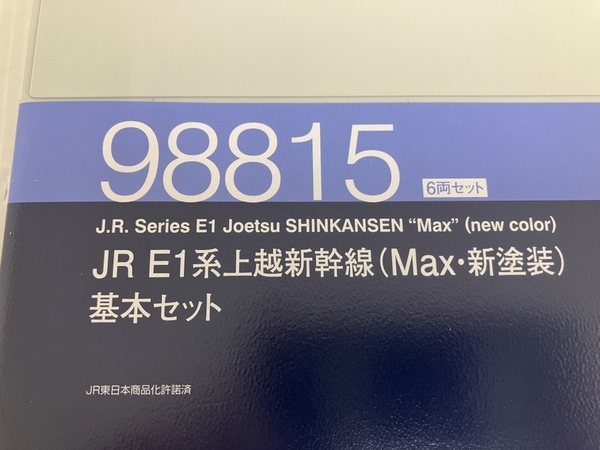 98815
6両セット
J.R. Series E1 Joetsu SHINKANSEN “Max” (new color)
JR E1系上越新幹線(Max・新塗装)
基本セット
JR東日本商品化許諾済